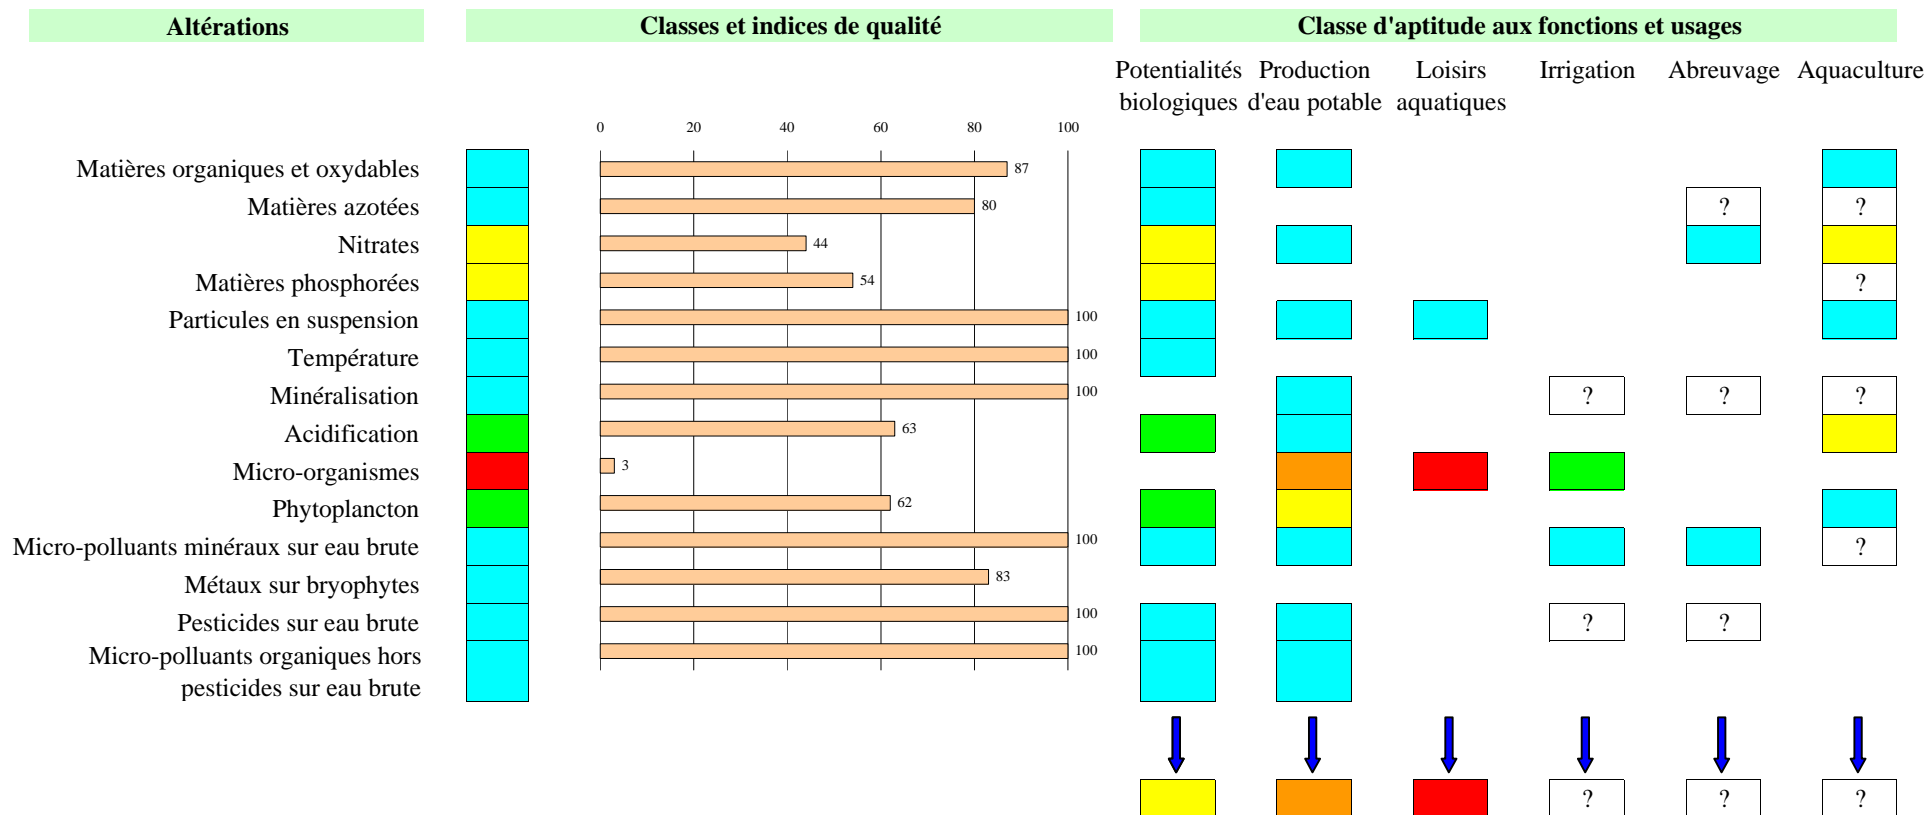 Altérations
Classes et indices de qualité
Classe d'aptitude aux fonctions et usages
Potentialités biologiques
Production d'eau potable
Loisirs aquatiques
Irrigation
Abreuvage
Aquaculture
0 20 40 60 80 100
Matières organiques et oxydables 87
Matières azotées 80 ? ?
Nitrates 44
Matières phosphorées 54 ?
Particules en suspension 100
Température 100
Minéralisation 100 ? ? ?
Acidification 63
Micro-organismes 3
Phytoplancton 62
Micro-polluants minéraux sur eau brute 100 ?
Métaux sur bryophytes 83
Pesticides sur eau brute 100 ? ?
Micro-polluants organiques hors 100
pesticides sur eau brute
? ? ?